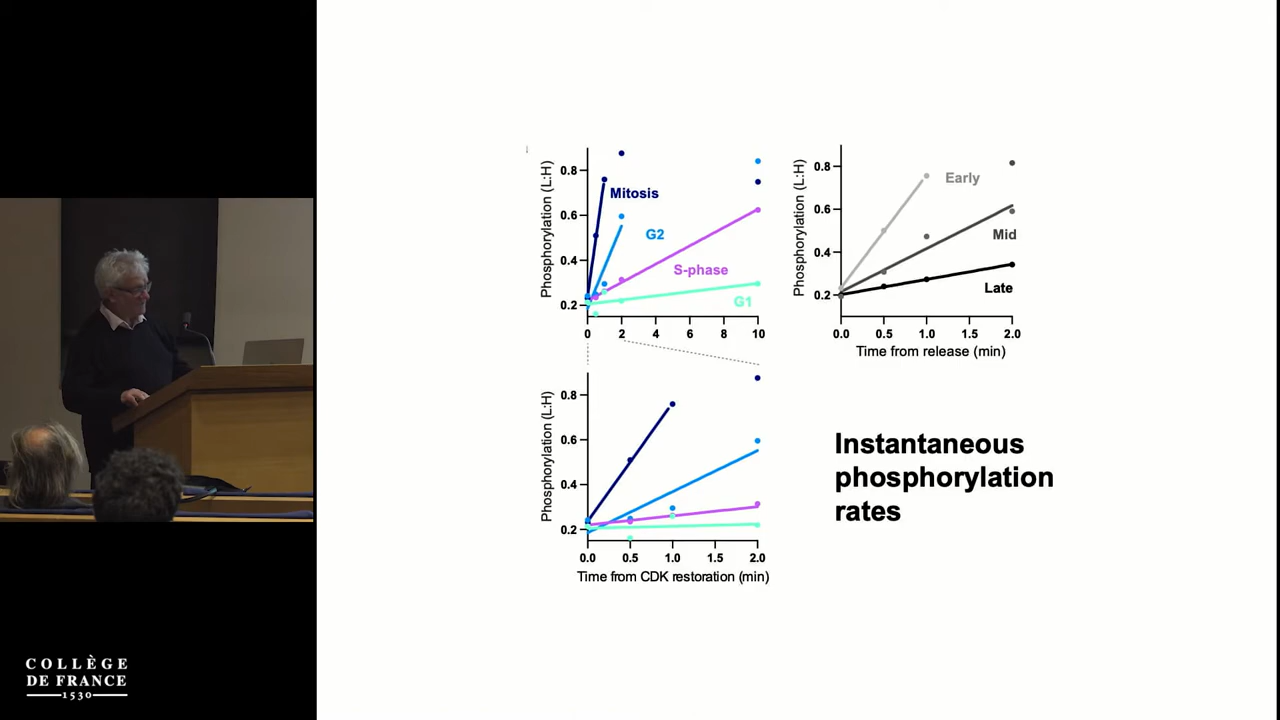 Phosphorylation (L:H)
0.8
0.6
0.4
0.2
Mitosis
G2
S-phase
G1
0 2 4 6 8 10
Phosphorylation (L:H)
0.8
0.6
0.4
0.2
Early
Mid
Late
0.0 0.5 1.0 1.5 2.0
Time from release (min)
Phosphorylation (L:H)
0.8
0.6
0.4
0.2
0.0 0.5 1.0 1.5 2.0
Time from CDK restoration (min)
Instantaneous
phosphorylation
rates
COLLÈGE
DE FRANCE
1530